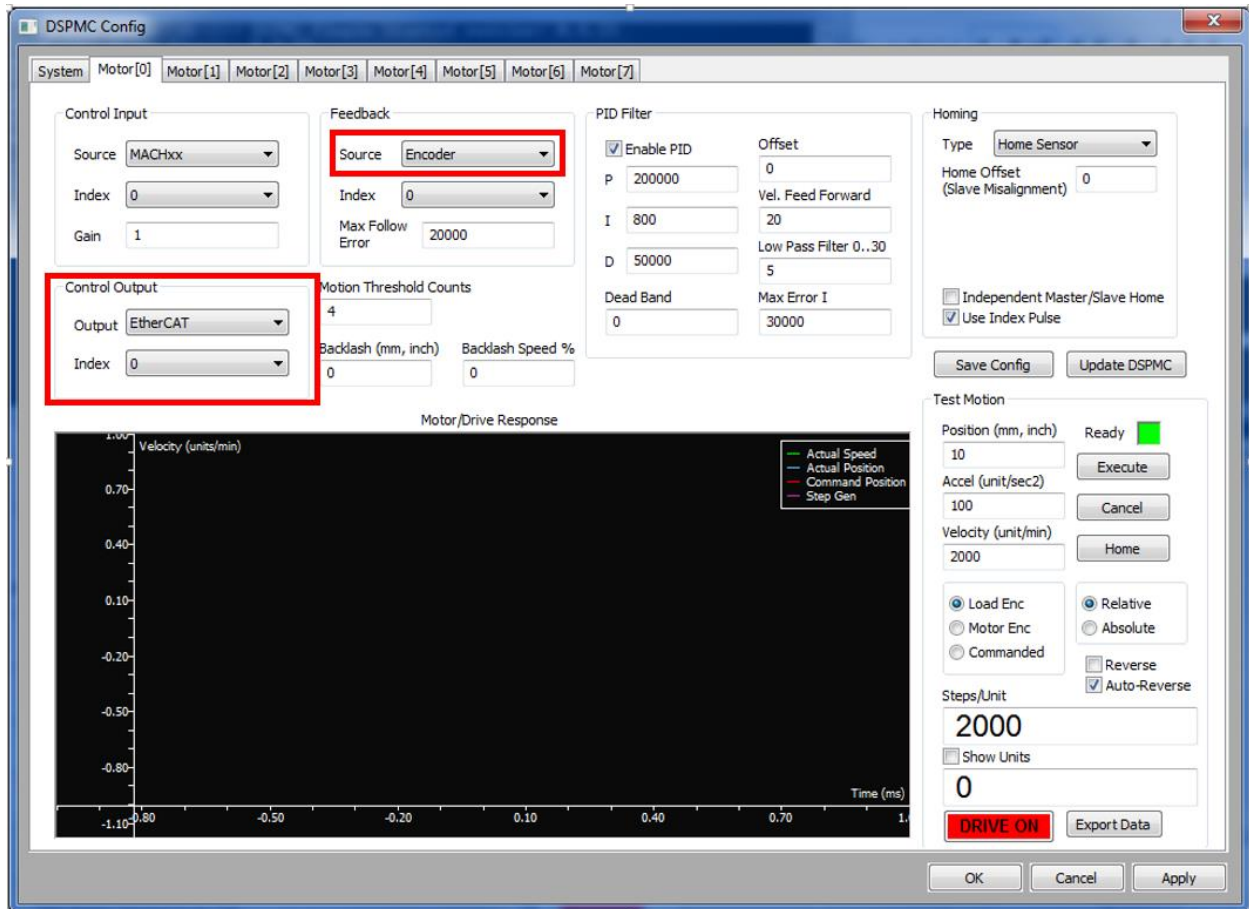 DSPMC Config
System Motor[0] Motor[1] Motor[2] Motor[3] Motor[4] Motor[5] Motor[6] Motor[7]
Control Input
Source MACHxx
Index 0
Gain 1
Control Output
Output EtherCAT
Index 0
Feedback
Source Encoder
Index 0
Max Follow
Error
20000
Motion Threshold Counts
4
Backlash (mm, inch) Backlash Speed %
0 0
PID Filter
Enable PID
P 200000
I 800
D 50000
Dead Band
0
Offset
0
Vel. Feed Forward
20
Low Pass Filter 0..30
5
Max Error I
30000
Homing
Type Home Sensor
Home Offset
(Slave Misalignment)
0
Independent Master/Slave Home
Use Index Pulse
Save Config Update DSPMC
Motor/Drive Response
Velocity (units/min)
1.00
0.70
0.40
0.10
-0.20
-0.50
-0.80
-1.10
Actual Speed
Actual Position
Command Position
Step Gen
Time (ms)
0.80 -0.50 -0.20 0.10 0.40 0.70 1.
Test Motion
Position (mm, inch) Ready
10
Execute
Accel (unit/sec2)
100
Cancel
Velocity (unit/min)
2000
Home
Load Enc
Motor Enc
Commanded
Relative
Absolute
Reverse
Auto-Reverse
Steps/Unit
2000
Show Units
0
DRIVE ON Export Data
OK Cancel Apply